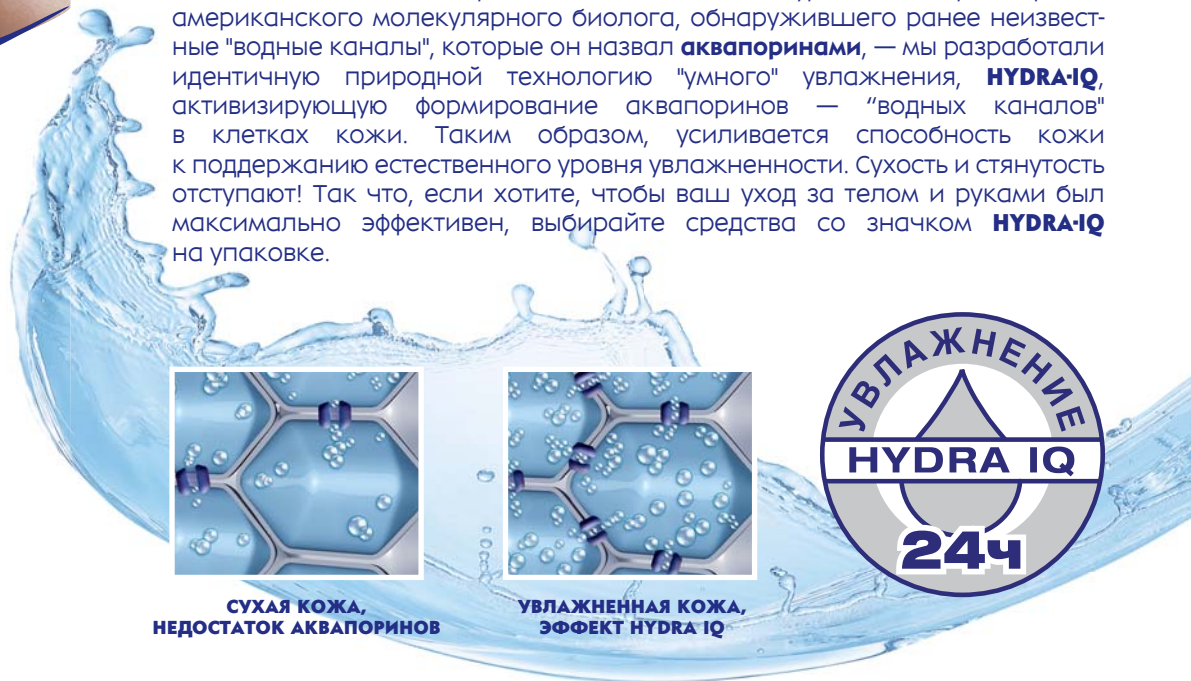 американского молекулярного биолога, обнаружившего ранее неизвест-
ные "водные каналы", которые он назвал аквапоринами, — мы разработали
идентичную природной технологию "умного" увлажнения, HYDRA-IQ,
активизирующую формирование аквапоринов — “водных каналов"
в клетках кожи. Таким образом, усиливается способность кожи
к поддержанию естественного уровня увлажненности. Сухость и стянутость
отступают! Так что, если хотите, чтобы ваш уход за телом и руками был
максимально эффективен, выбирайте средства со значком HYDRA-IQ
на упаковке.
УВЛАЖНЕНИЕ
HYDRA IQ
24ч
СУХАЯ КОЖА,
НЕДОСТАТОК АКВАПОРИНОВ
УВЛАЖНЕННАЯ КОЖА,
ЭФФЕКТ HYDRA IQ